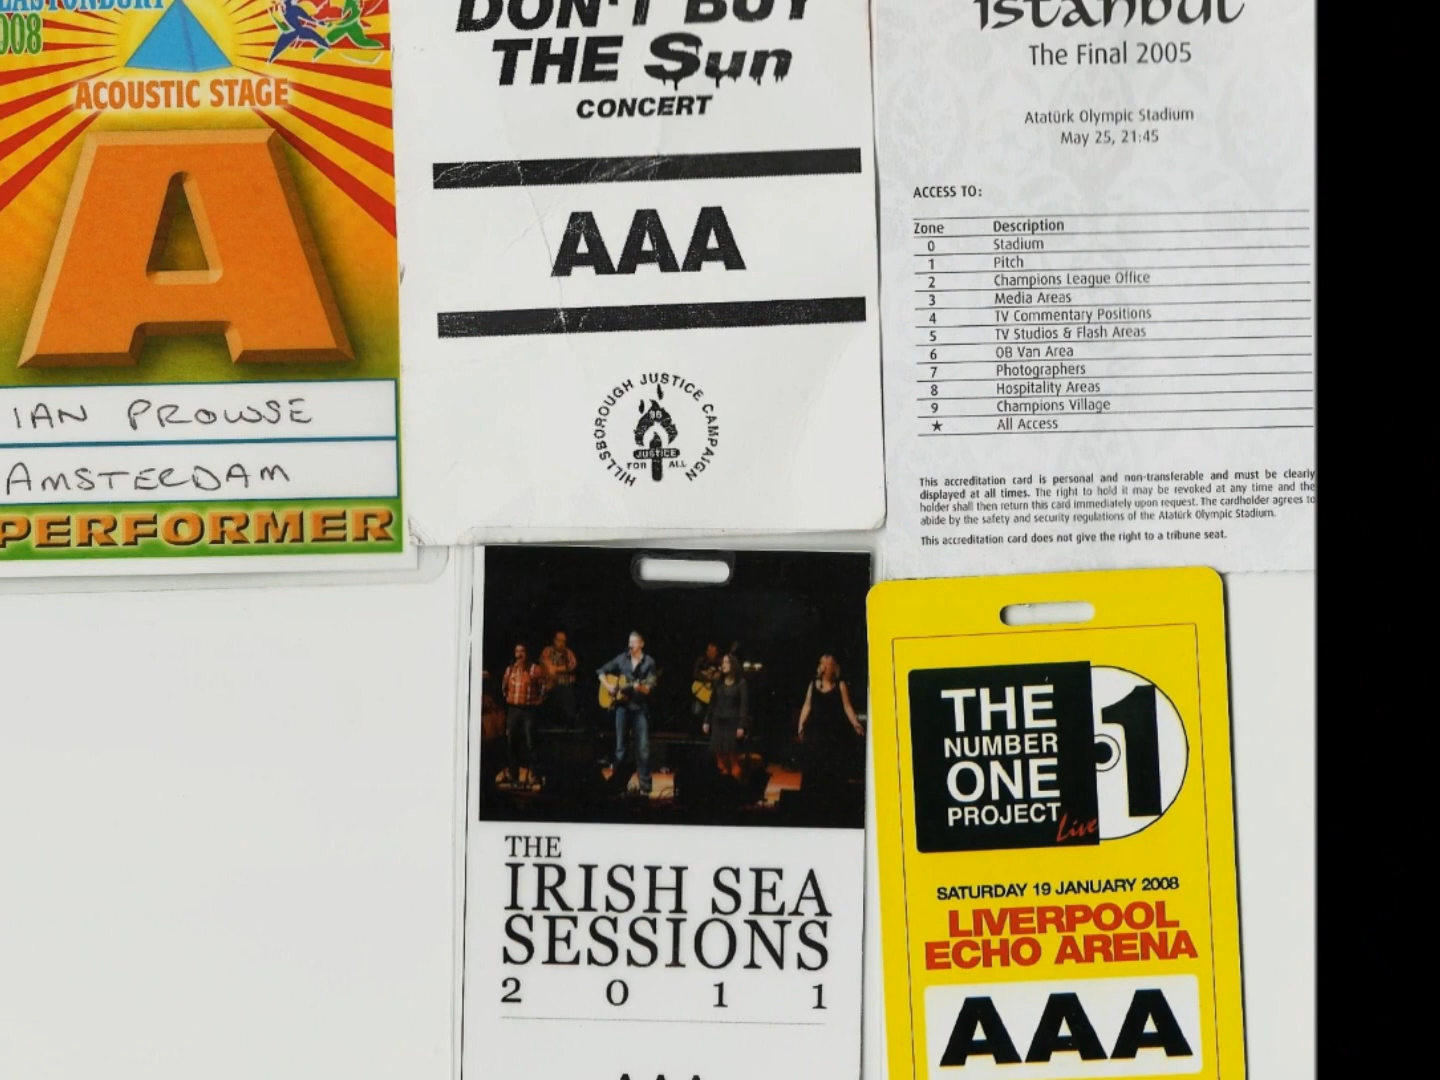 GLASTONBURY
2008
ACOUSTIC STAGE
A
IAN PROWSE
AMSTERDAM
PERFORMER
DON'T BUY
THE Sun
CONCERT
AAA
HILLSBOROUGH JUSTICE CAMPAIGN
96
JUSTICE
FOR ALL
istanbul
The Final 2005
Atatürk Olympic Stadium
May 25, 21:45
ACCESS TO:
Zone Description
0 Stadium
1 Pitch
2 Champions League Office
3 Media Areas
4 TV Commentary Positions
5 TV Studios & Flash Areas
6 OB Van Area
7 Photographers
8 Hospitality Areas
9 Champions Village
★ All Access
This accreditation card is personal and non-transferable and must be clearly
displayed at all times. The right to hold it may be revoked at any time and the
holder shall then return this card immediately upon request. The cardholder agrees to
abide by the safety and security regulations of the Atatürk Olympic Stadium.
This accreditation card does not give the right to a tribune seat.
THE
IRISH SEA
SESSIONS
2011
AAA
THE
NUMBER
ONE
PROJECT
Live
1
SATURDAY 19 JANUARY 2008
LIVERPOOL
ECHO ARENA
AAA